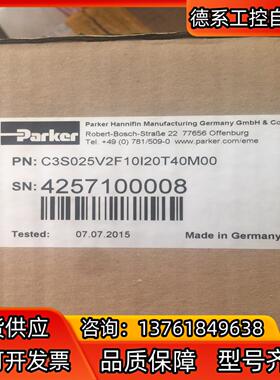 德系工控自
Parker Hannifin Manufacturing Germany GmbH & Co
Robert-Bosch-Straße 22 77656 Offenburg
Tel. +49 (0) 781/509-0 www.parker.com/eme
Parker
PN: C3S025V2F10I20T40M00
SN: 4257100008
Tested: 07.07.2015 Made in Germany
货供应 咨询：13761849638
可开发票 品质保障 型号齐